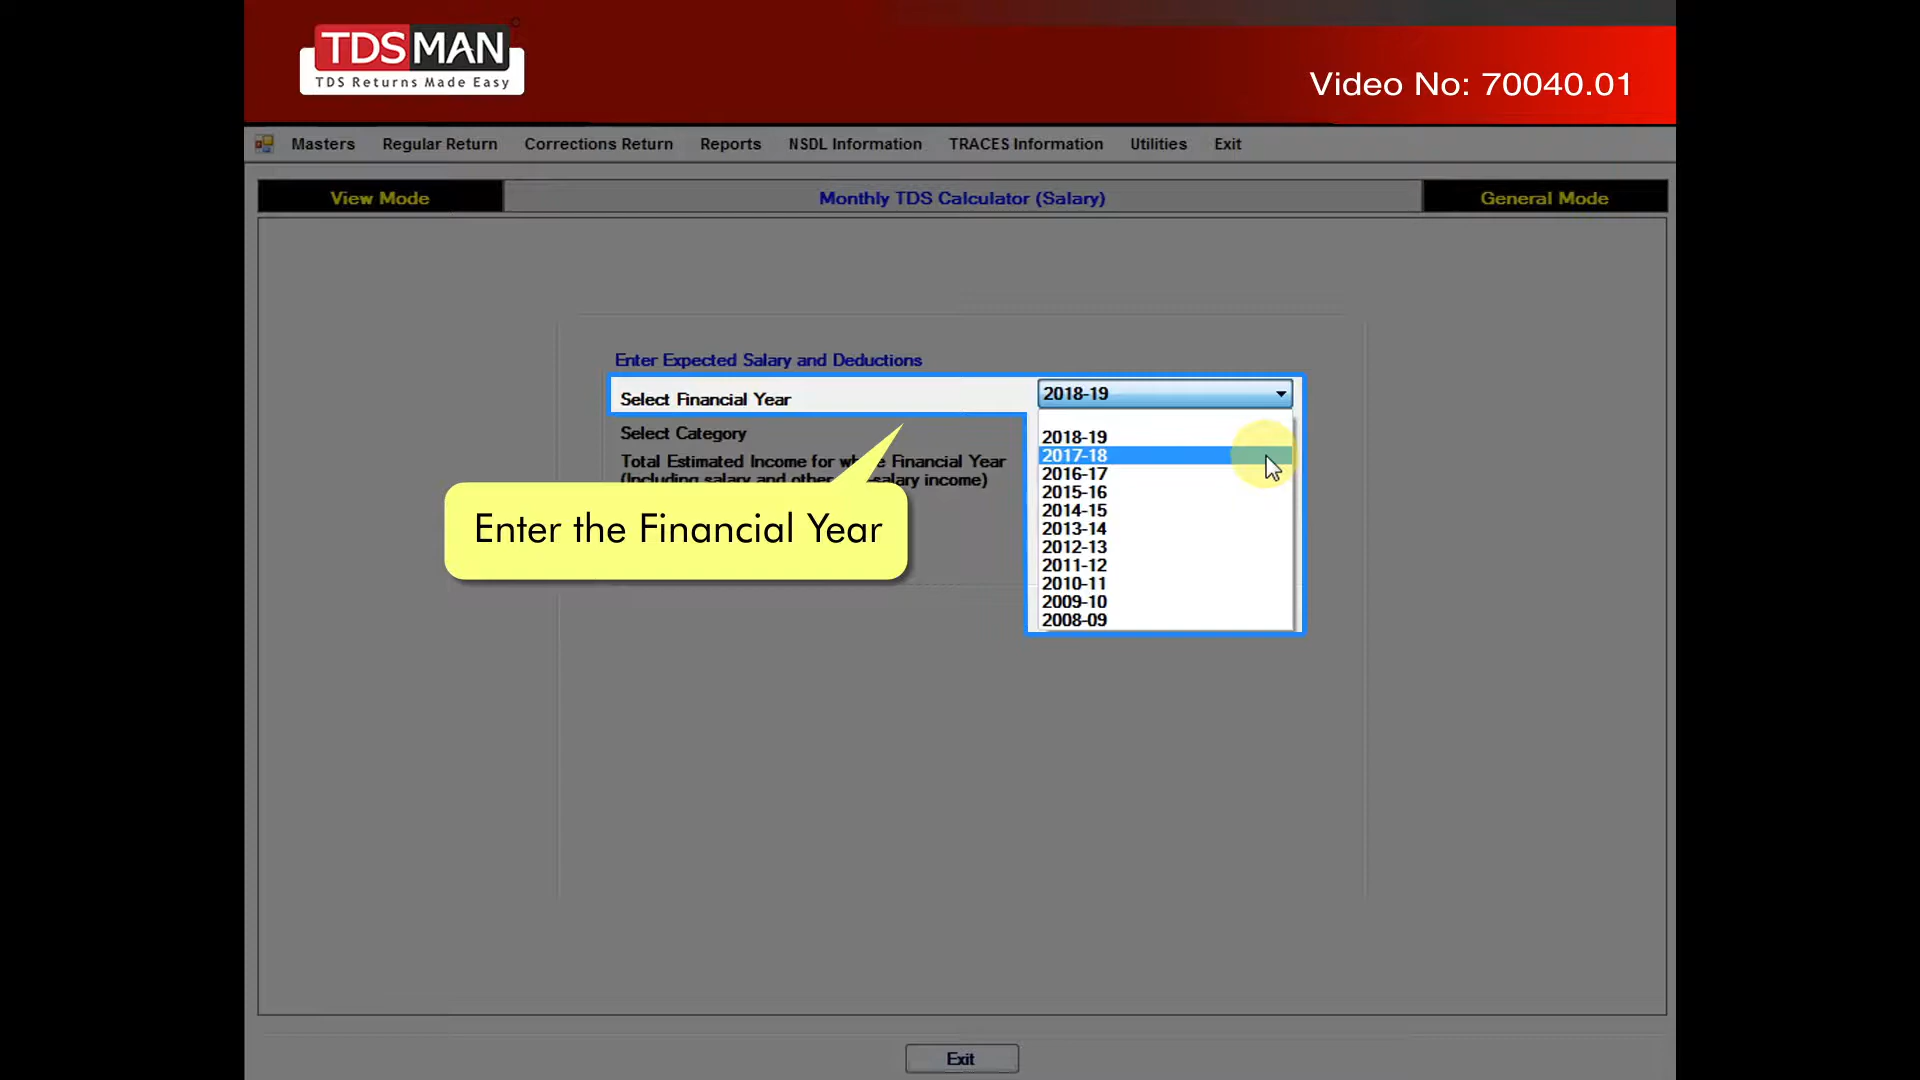 TDSMAN
TDS Returns Made Easy
Video No: 70040.01
Masters Regular Return Corrections Return Reports NSDL Information TRACES Information Utilities Exit
View Mode Monthly TDS Calculator (Salary) General Mode
Enter Expected Salary and Deductions
Select Financial Year 2018-19
Select Category
Total Estimated Income for Financial Year
(Including salary and other salary income)
Enter the Financial Year
2018-19
2017-18
2016-17
2015-16
2014-15
2013-14
2012-13
2011-12
2010-11
2009-10
2008-09
Exit